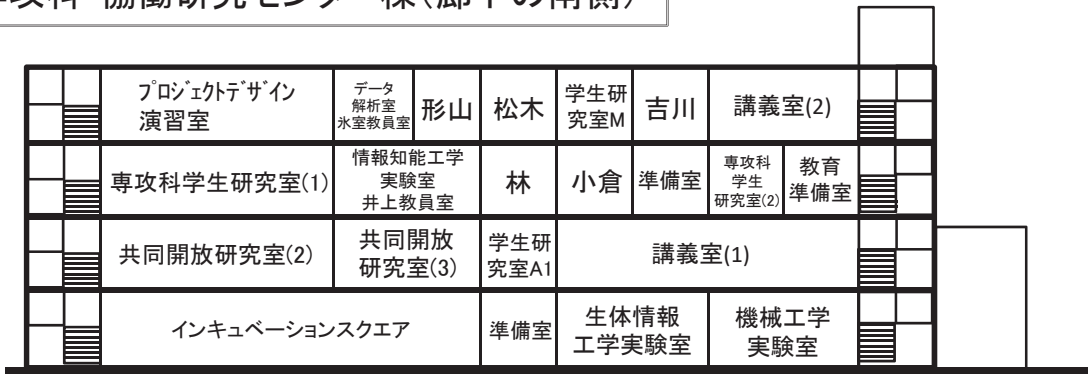 専攻科・協働研究センター棟(廊下の南側)
プロジェクトデザイン
演習室
データ
解析室
氷室教員室
形山
松木
学生研
究室M
吉川
講義室(2)
専攻科学生研究室(1)
情報知能工学
実験室
井上教員室
林
小倉
準備室
専攻科
学生
研究室(2)
教育
準備室
共同開放研究室(2)
共同開放
研究室(3)
学生研
究室A1
講義室(1)
インキュベーションスクエア
準備室
生体情報
工学実験室
機械工学
実験室